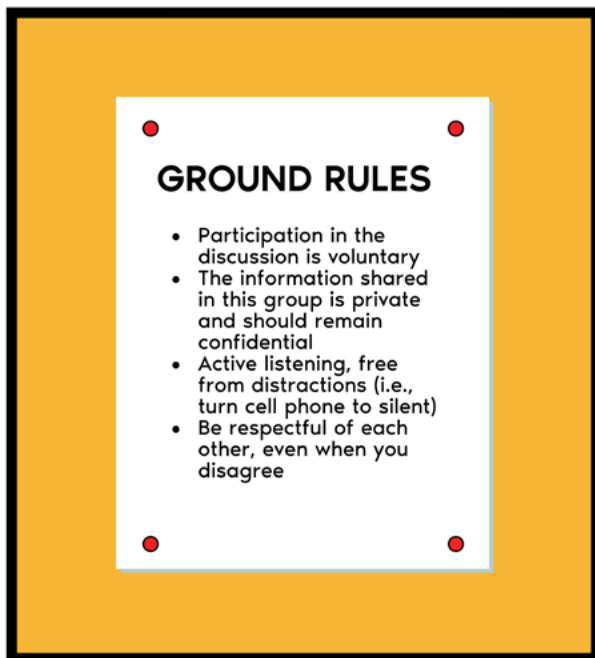 GROUND RULES
• Participation in the
discussion is voluntary
• The information shared
in this group is private
and should remain
confidential
• Active listening, free
from distractions (i.e.,
turn cell phone to silent)
• Be respectful of each
other, even when you
disagree